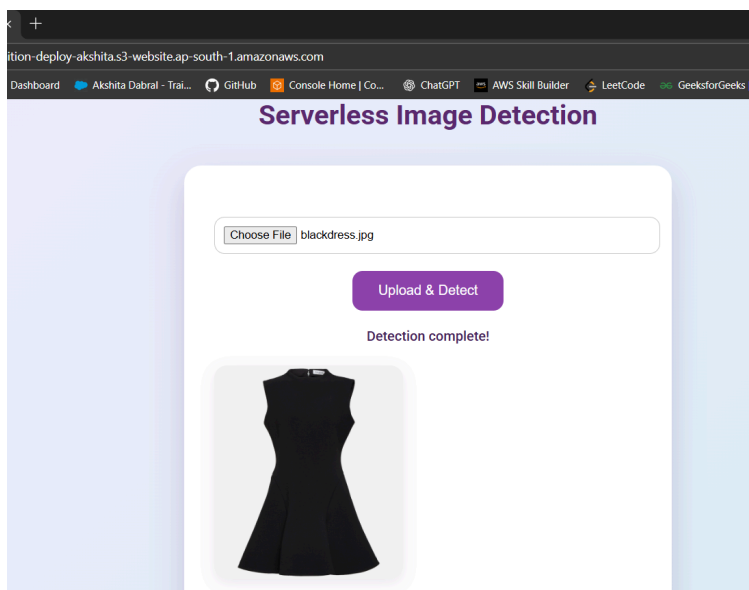 ition-deploy-akshita.s3-website.ap-south-1.amazonaws.com
Dashboard Akshita Dabral - Trai... GitHub Console Home | Co... ChatGPT aws AWS Skill Builder LeetCode GeeksforGeeks
Serverless Image Detection
Choose File blackdress.jpg
Upload & Detect
Detection complete!